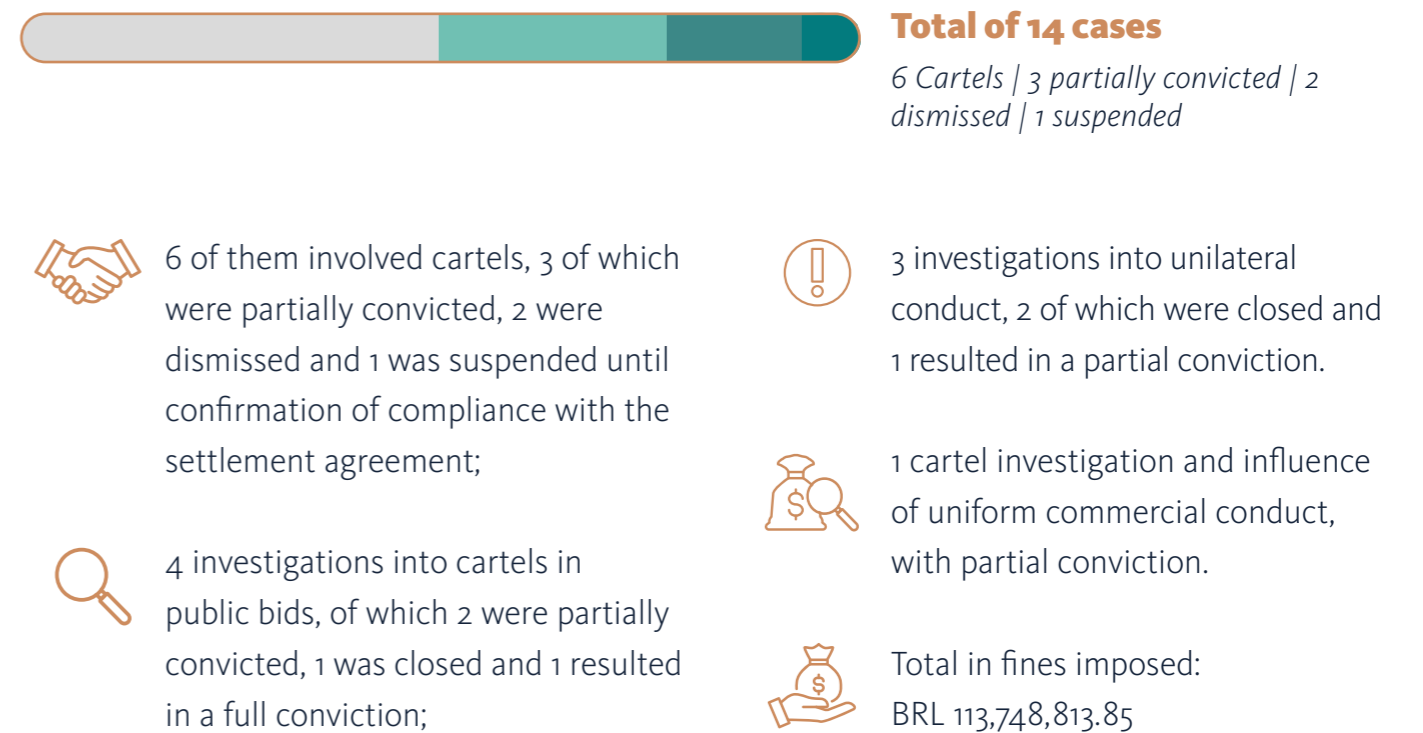 Total of 14 cases
6 Cartels | 3 partially convicted | 2
dismissed | 1 suspended
6 of them involved cartels, 3 of which
were partially convicted, 2 were
dismissed and 1 was suspended until
confirmation of compliance with the
settlement agreement;
4 investigations into cartels in
public bids, of which 2 were partially
convicted, 1 was closed and 1 resulted
in a full conviction;
3 investigations into unilateral
conduct, 2 of which were closed and
1 resulted in a partial conviction.
$
1 cartel investigation and influence
of uniform commercial conduct,
with partial conviction.
$
Total in fines imposed:
BRL 113,748,813.85